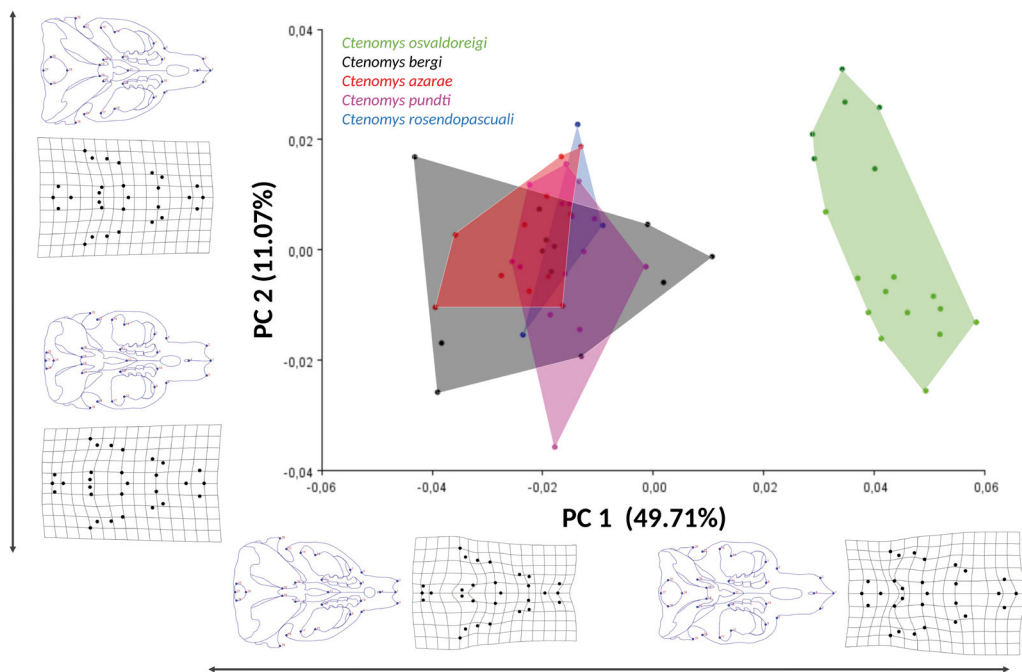 0,04
Ctenomys osvaldoreigi
Ctenomys bergi
Ctenomys azarae
Ctenomys pundti
Ctenomys rosendopascuali
0,02
PC 2 (11.07%)
0,00
-0,02
-0,04
-0,06
-0,04
-0,02
0,00
0,02
0,04
0,06
PC 1 (49.71%)